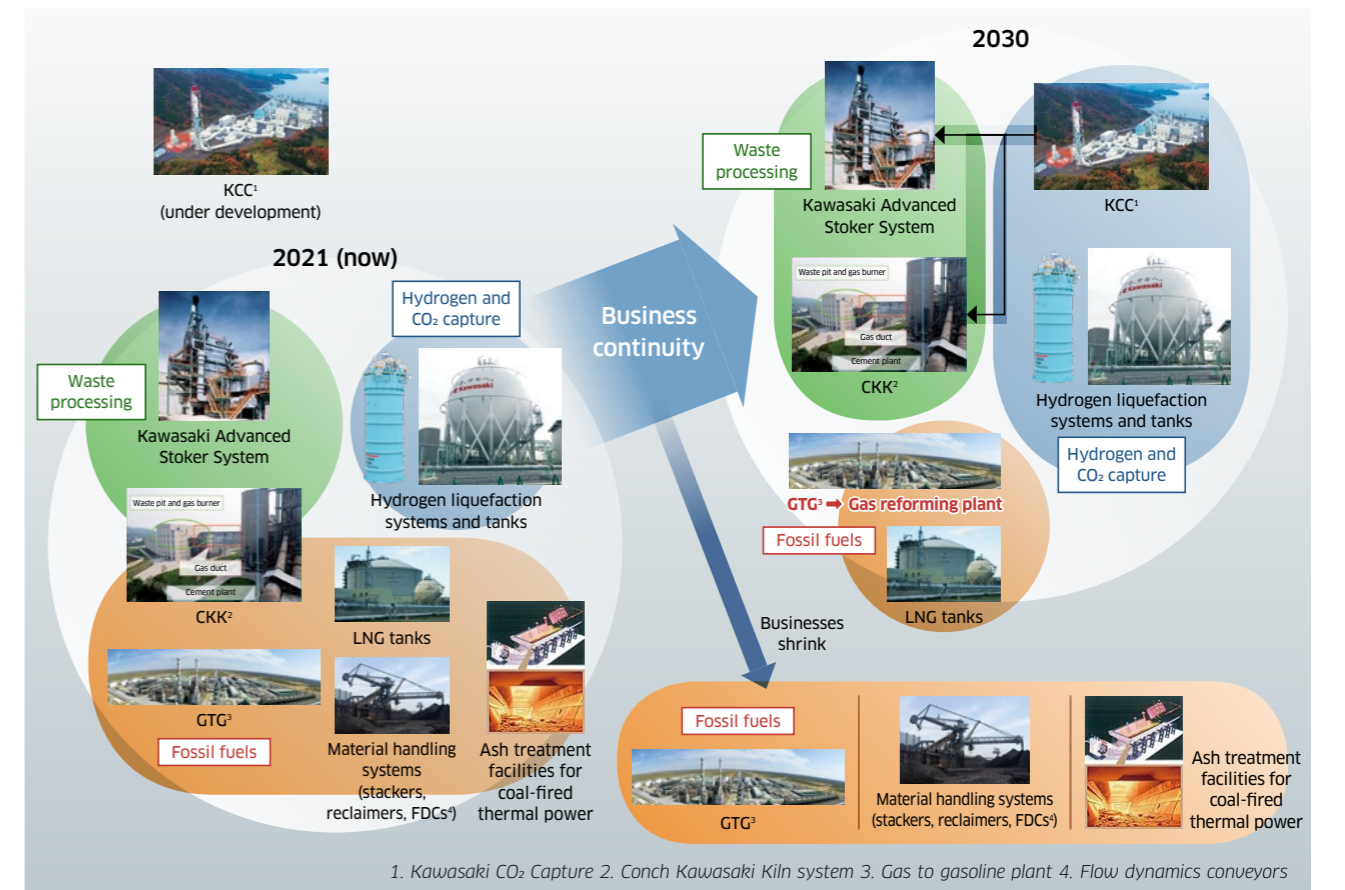 KCC¹
(under development)
2021 (now)
Waste
processing
Kawasaki Advanced
Stoker System
Hydrogen and
CO₂ capture
Kawasaki
Hydrogen liquefaction
systems and tanks
Waste pit and gas burner
Gas duct
Cement plant
CKK²
LNG tanks
GTG³
Fossil fuels
Material handling
systems
(stackers,
reclaimers, FDCs⁴)
Ash treatment
facilities for
coal-fired
thermal power
Business
continuity
Businesses
shrink
2030
Waste
processing
Kawasaki Advanced
Stoker System
Waste pit and gas burner
Gas duct
Cement plant
CKK²
KCC¹
Kawasaki
Hydrogen liquefaction
systems and tanks
Hydrogen and
CO₂ capture
GTG³ ➡ Gas reforming plant
Fossil fuels
LNG tanks
Fossil fuels
GTG³
Material handling systems
(stackers, reclaimers, FDCs⁴)
Ash treatment
facilities for
coal-fired
thermal power
1. Kawasaki CO₂ Capture 2. Conch Kawasaki Kiln system 3. Gas to gasoline plant 4. Flow dynamics conveyors